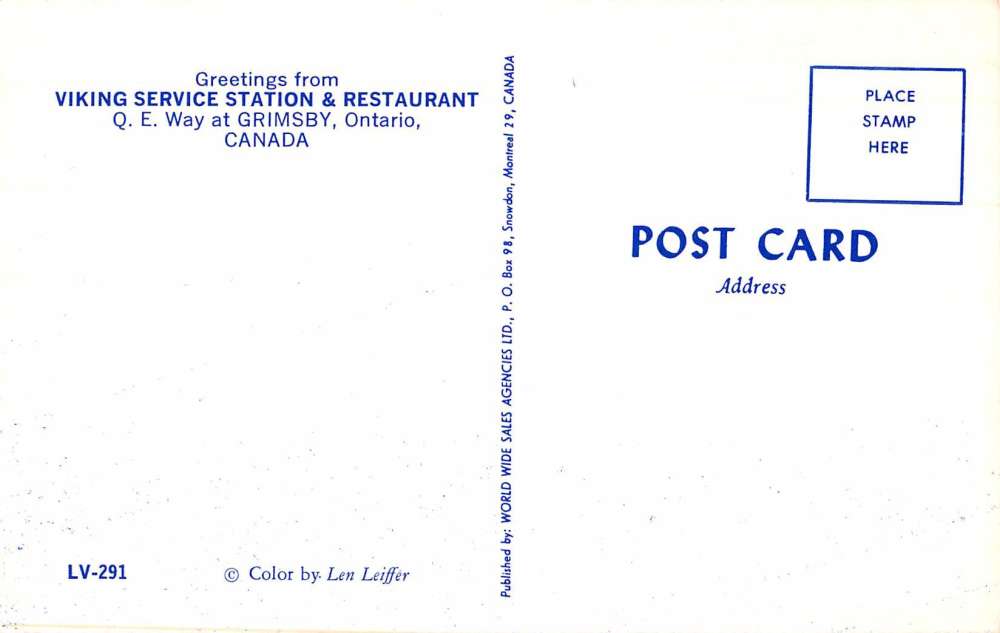 Greetings from
VIKING SERVICE STATION & RESTAURANT
Q. E. Way at GRIMSBY, Ontario,
CANADA
LV-291
© Color by Len Leiffer
Published by: WORLD WIDE SALES AGENCIES LTD., P. O. Box 98, Snowdon, Montreal 29, CANADA
PLACE
STAMP
HERE
POST CARD
Address